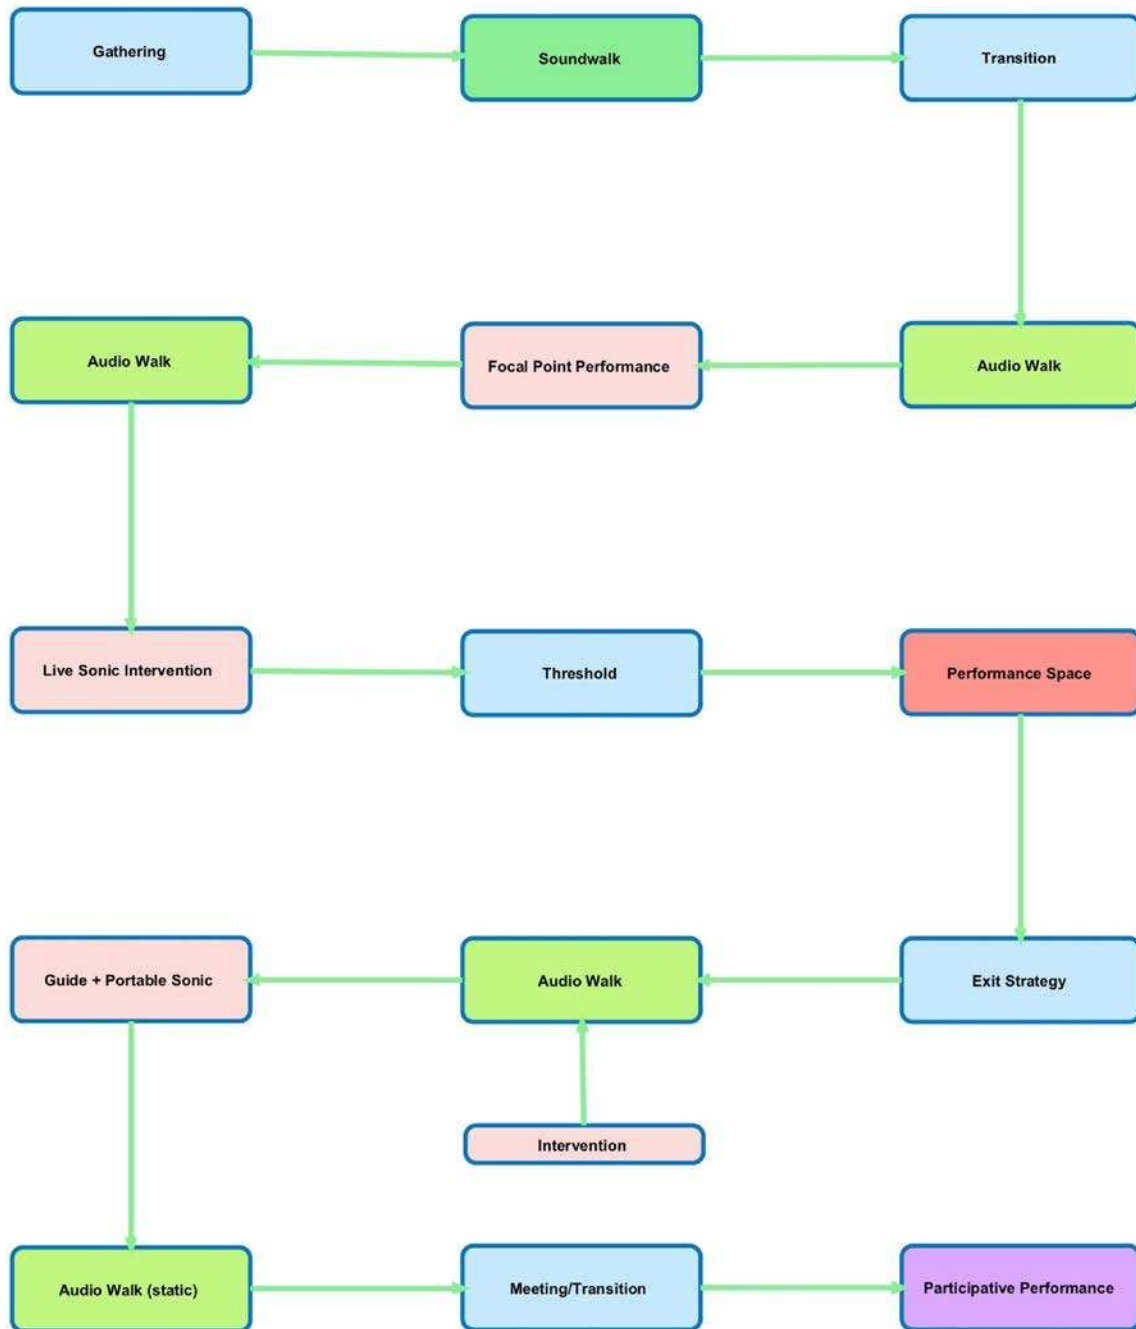 Gathering
Soundwalk
Transition
Audio Walk
Focal Point Performance
Audio Walk
Live Sonic Intervention
Threshold
Performance Space
Guide + Portable Sonic
Audio Walk
Exit Strategy
Intervention
Audio Walk (static)
Meeting/Transition
Participative Performance